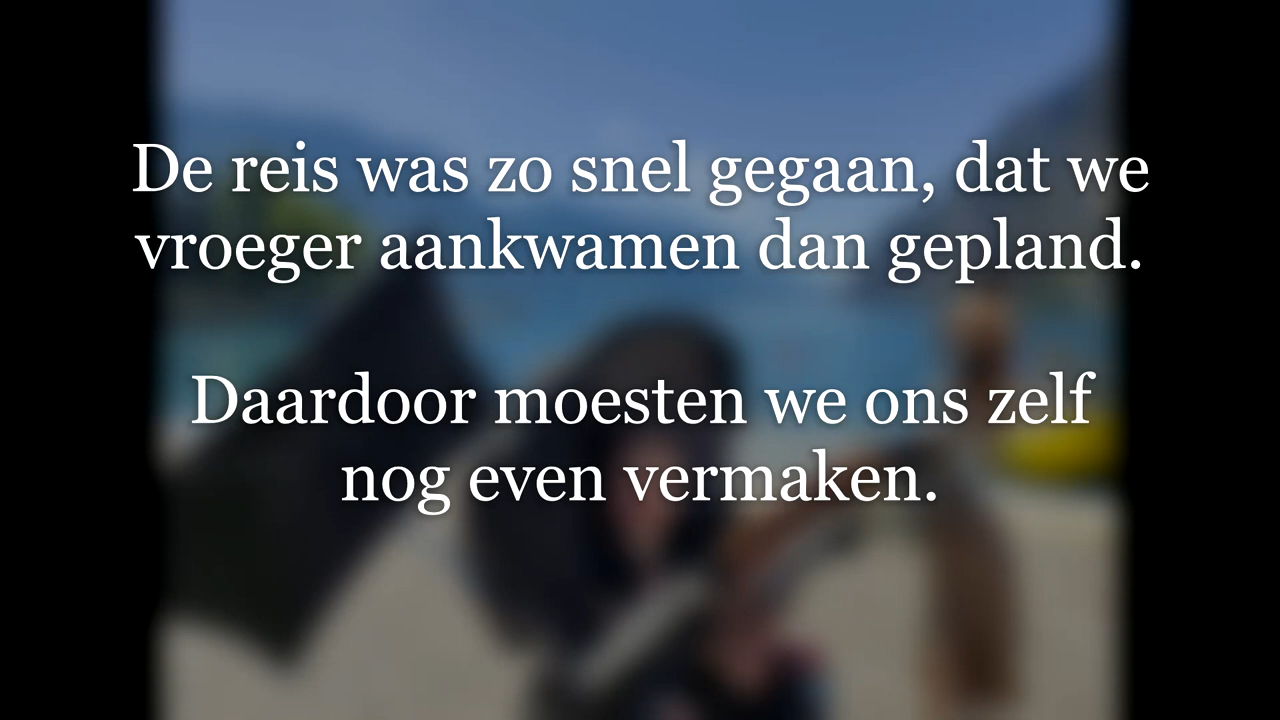 De reis was zo snel gegaan, dat we
vroeger aankwamen dan gepland.
Daardoor moesten we ons zelf
nog even vermaken.